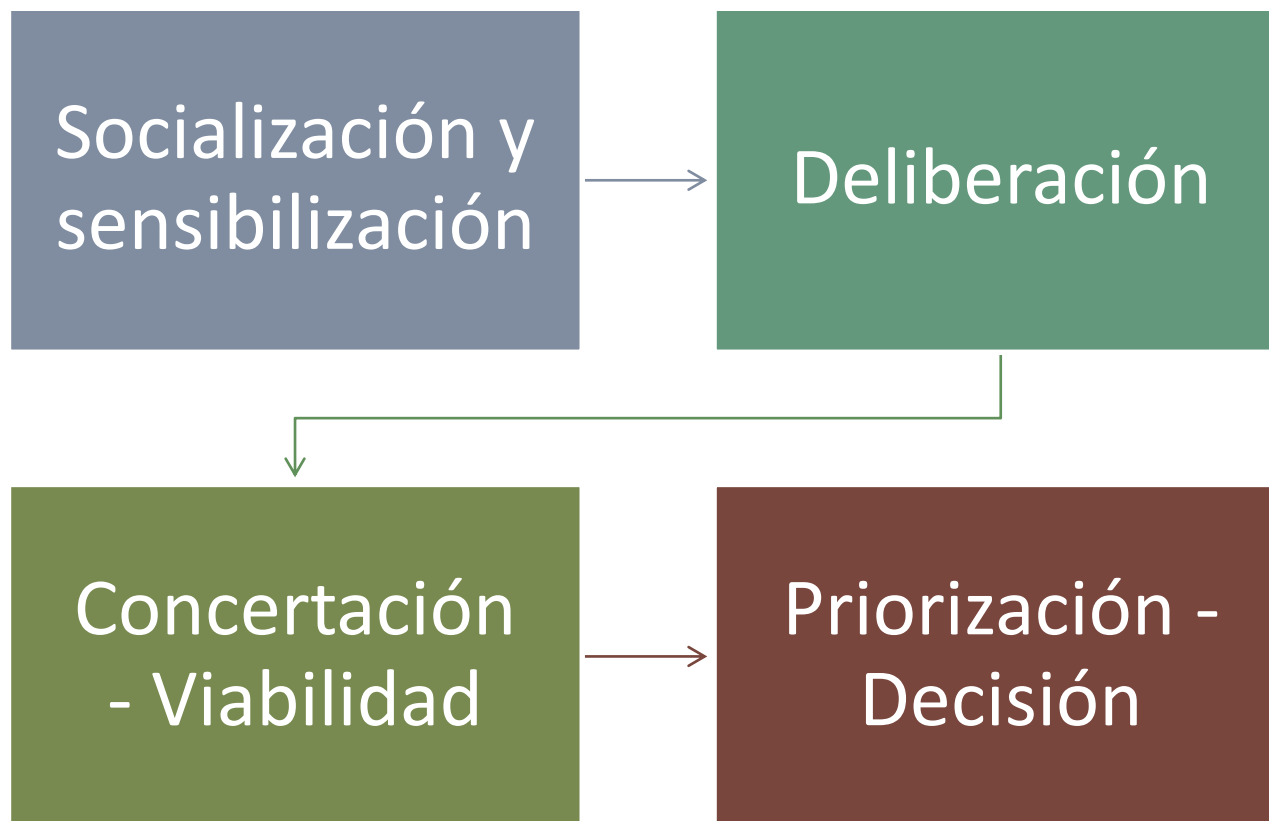 Socialización y
sensibilización
Deliberación
Concertación
- Viabilidad
Priorización -
Decisión